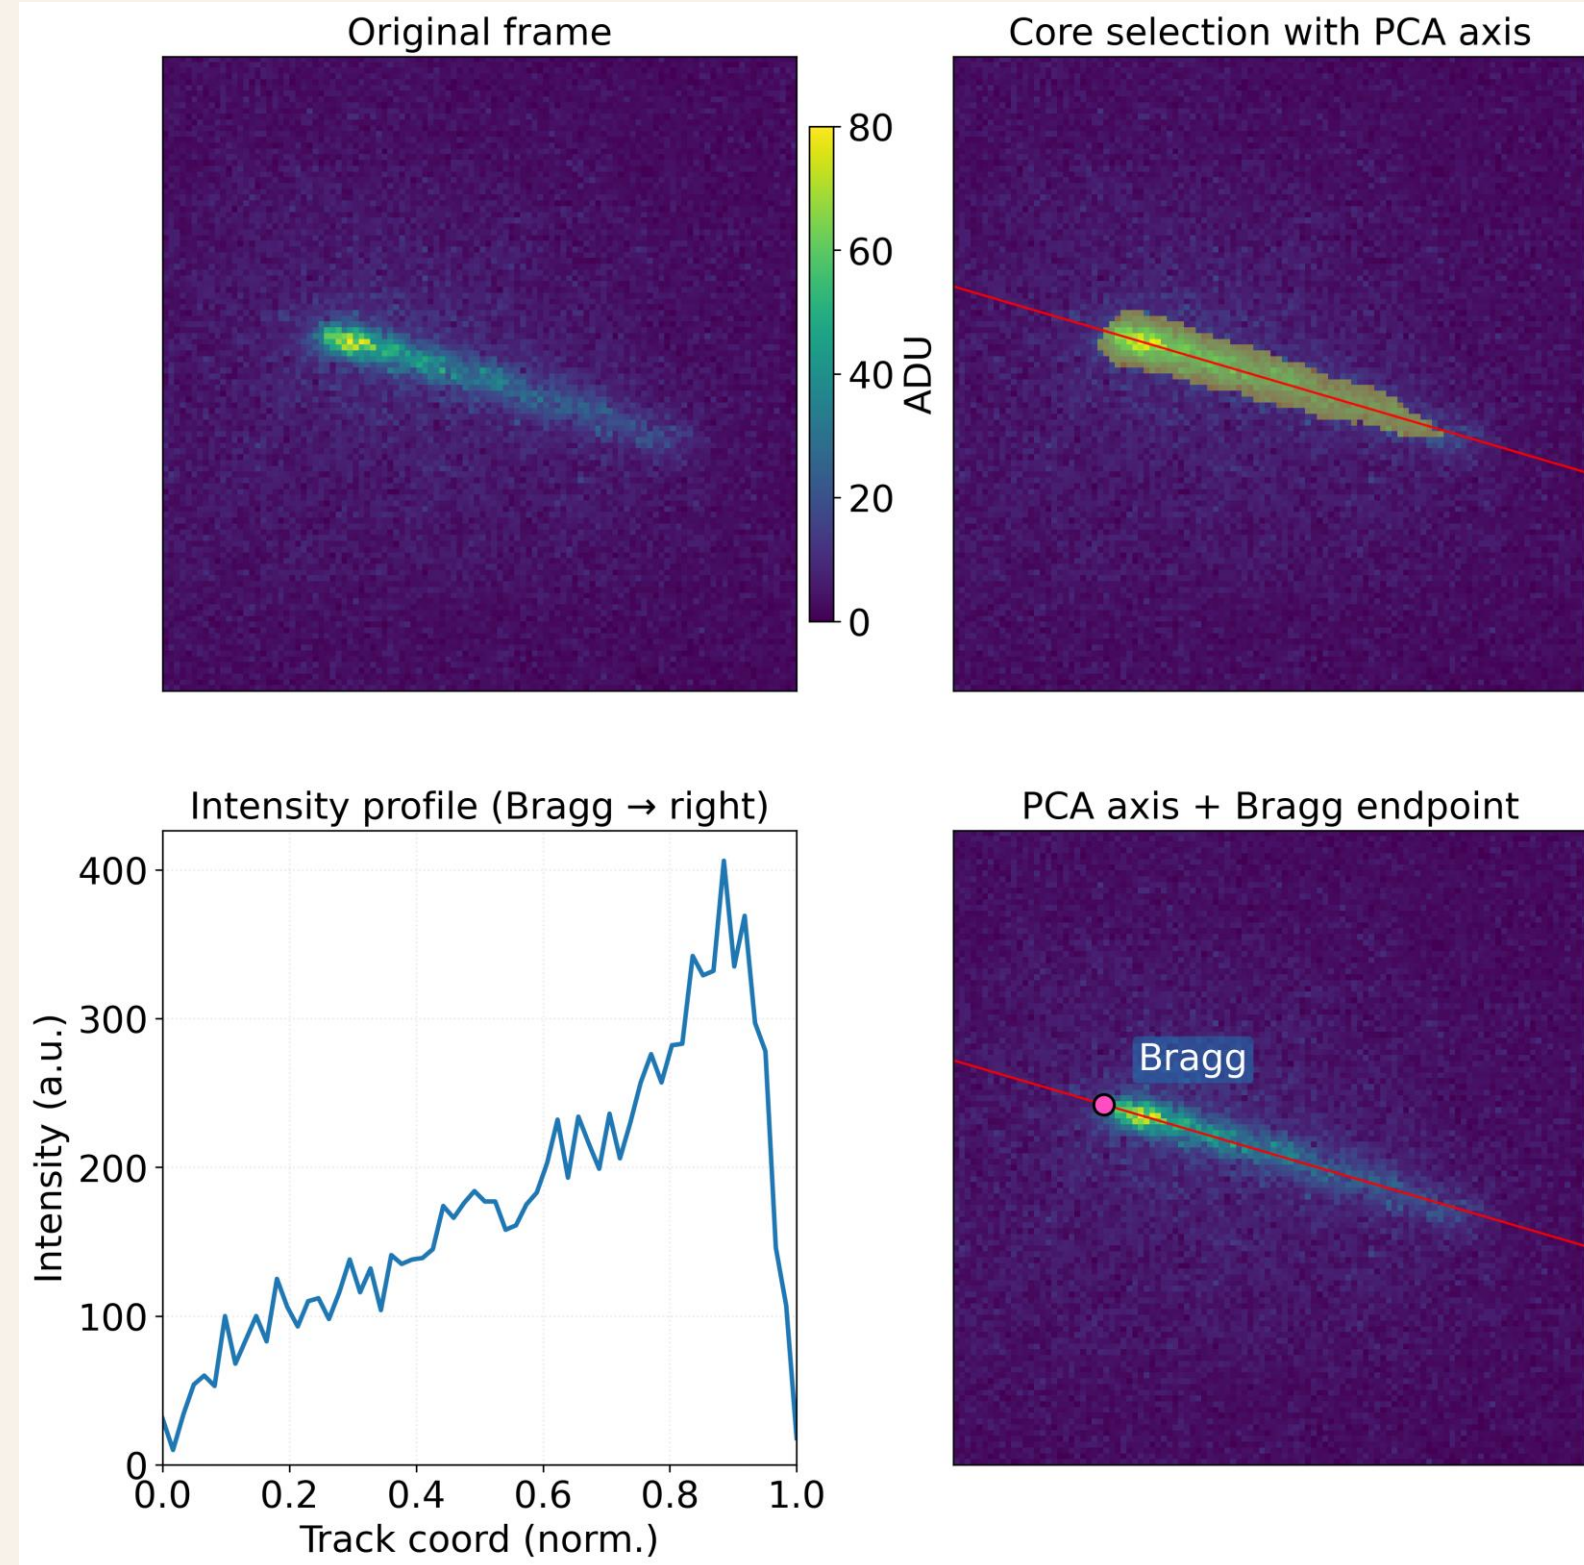 Original frame
Core selection with PCA axis
80
60
40
20
0
ADU
Intensity profile (Bragg → right)
PCA axis + Bragg endpoint
400
300
200
100
0
Intensity (a.u.)
0.0 0.2 0.4 0.6 0.8 1.0
Track coord (norm.)
Bragg